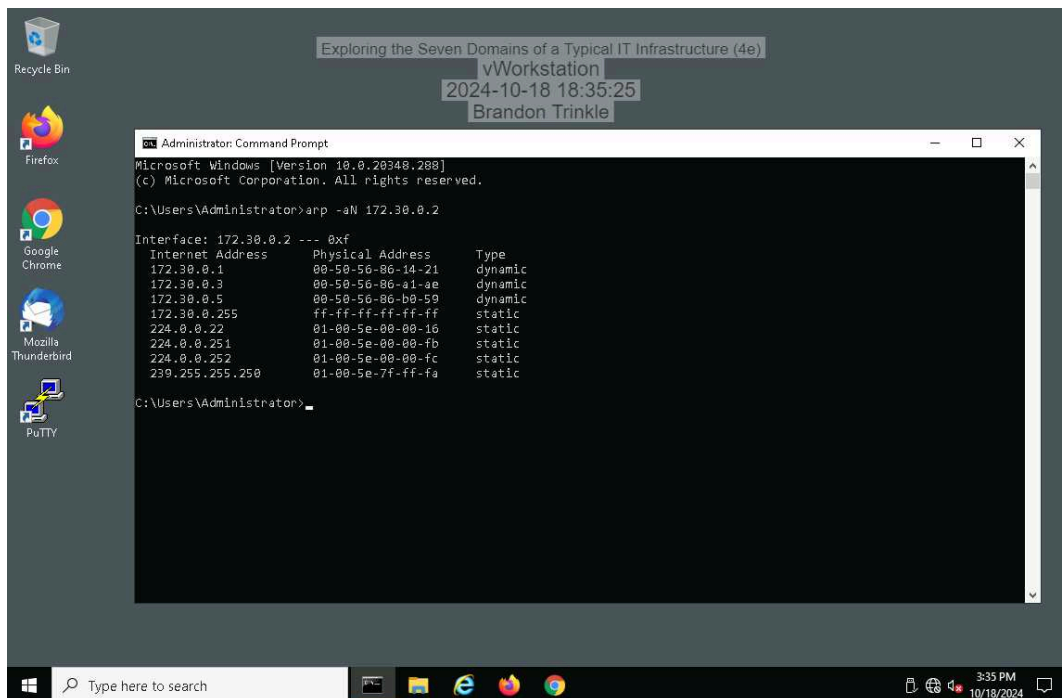 Recycle Bin
Firefox
Google
Chrome
Mozilla
Thunderbird
PuTTY
Exploring the Seven Domains of a Typical IT Infrastructure (4e)
vWorkstation
2024-10-18 18:35:25
Brandon Trinkle
Administrator: Command Prompt
Microsoft Windows [Version 10.0.20348.288]
(c) Microsoft Corporation. All rights reserved.
C:\Users\Administrator>arp -aN 172.30.0.2
Interface: 172.30.0.2 --- 0xf
Internet Address Physical Address Type
172.30.0.1 00-50-56-86-14-21 dynamic
172.30.0.3 00-50-56-86-a1-ae dynamic
172.30.0.5 00-50-56-86-b0-59 dynamic
172.30.0.255 ff-ff-ff-ff-ff-ff static
224.0.0.22 01-00-5e-00-00-16 static
224.0.0.251 01-00-5e-00-00-fb static
224.0.0.252 01-00-5e-00-00-fc static
239.255.255.250 01-00-5e-7f-ff-fa static
C:\Users\Administrator>
Type here to search
3:35 PM
10/18/2024